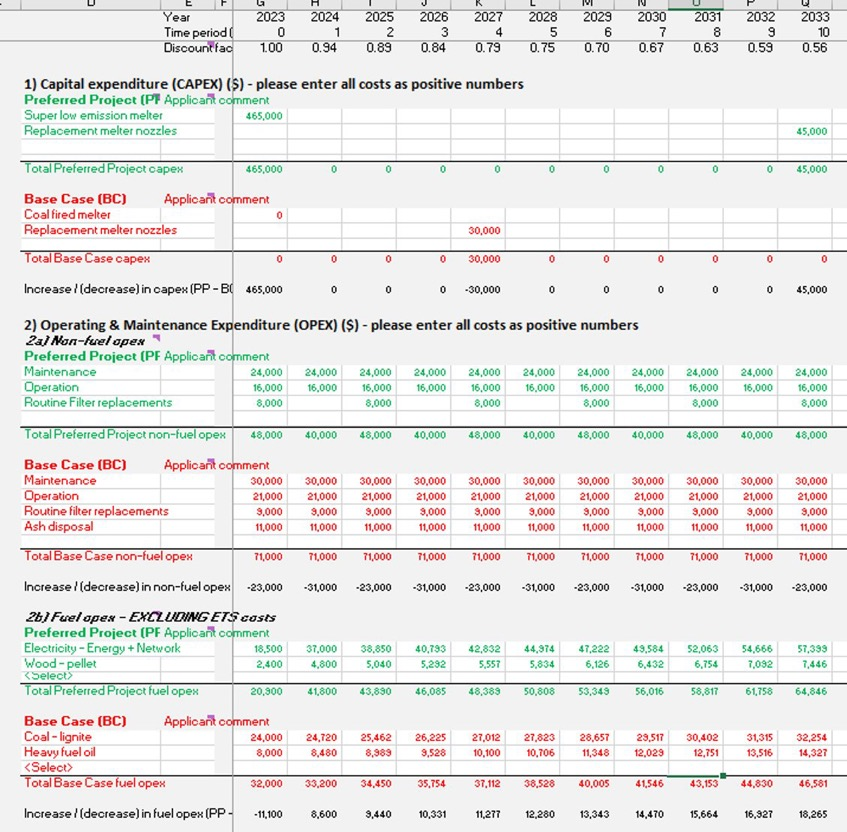 D E F G H I J K L M N O P Q
Year 2023 2024 2025 2026 2027 2028 2029 2030 2031 2032 2033
Time period ( 0 1 2 3 4 5 6 7 8 9 10
Discount fac 1.00 0.94 0.89 0.84 0.79 0.75 0.70 0.67 0.63 0.59 0.56
1) Capital expenditure (CAPEX) ($) - please enter all costs as positive numbers
Preferred Project (PF Applicant comment
Super low emission melter 465,000
Replacement melter nozzles 45,000
Total Preferred Project capex 465,000 0 0 0 0 0 0 0 0 0 45,000
Base Case (BC) Applicant comment
Coal fired melter 0
Replacement melter nozzles 30,000
Total Base Case capex 0 0 0 0 30,000 0 0 0 0 0 0
Increase / (decrease) in capex (PP - B( 465,000 0 0 0 -30,000 0 0 0 0 0 45,000
2) Operating & Maintenance Expenditure (OPEX) ($) - please enter all costs as positive numbers
2a) Non-fuel opex
Preferred Project (PF Applicant comment
Maintenance 24,000 24,000 24,000 24,000 24,000 24,000 24,000 24,000 24,000 24,000 24,000
Operation 16,000 16,000 16,000 16,000 16,000 16,000 16,000 16,000 16,000 16,000 16,000
Routine Filter replacements 8,000 8,000 8,000 8,000 8,000 8,000
Total Preferred Project non-fuel opex 48,000 40,000 48,000 40,000 48,000 40,000 48,000 40,000 48,000 40,000 48,000
Base Case (BC) Applicant comment
Maintenance 30,000 30,000 30,000 30,000 30,000 30,000 30,000 30,000 30,000 30,000 30,000
Operation 21,000 21,000 21,000 21,000 21,000 21,000 21,000 21,000 21,000 21,000 21,000
Routine filter replacements 9,000 9,000 9,000 9,000 9,000 9,000 9,000 9,000 9,000 9,000 9,000
Ash disposal 11,000 11,000 11,000 11,000 11,000 11,000 11,000 11,000 11,000 11,000 11,000
Total Base Case non-fuel opex 71,000 71,000 71,000 71,000 71,000 71,000 71,000 71,000 71,000 71,000 71,000
Increase / (decrease) in non-fuel opex -23,000 -31,000 -23,000 -31,000 -23,000 -31,000 -23,000 -31,000 -23,000 -31,000 -23,000
2b) Fuel opex - EXCLUDING ETS costs
Preferred Project (PF Applicant comment
Electricity - Energy + Network 18,500 37,000 38,850 40,793 42,832 44,974 47,222 49,584 52,063 54,666 57,399
Wood - pellet 2,400 4,800 5,040 5,292 5,557 5,834 6,126 6,432 6,754 7,092 7,446
<Select>
Total Preferred Project fuel opex 20,900 41,800 43,890 46,085 48,389 50,808 53,349 56,016 58,817 61,758 64,846
Base Case (BC) Applicant comment
Coal - lignite 24,000 24,720 25,462 26,225 27,012 27,823 28,657 29,517 30,402 31,315 32,254
Heavy fuel oil 8,000 8,480 8,989 9,528 10,100 10,706 11,348 12,029 12,751 13,516 14,327
<Select>
Total Base Case fuel opex 32,000 33,200 34,450 35,754 37,112 38,528 40,005 41,546 43,153 44,830 46,581
Increase / (decrease) in fuel opex (PP - -11,100 8,600 9,440 10,331 11,277 12,280 13,343 14,470 15,664 16,927 18,265